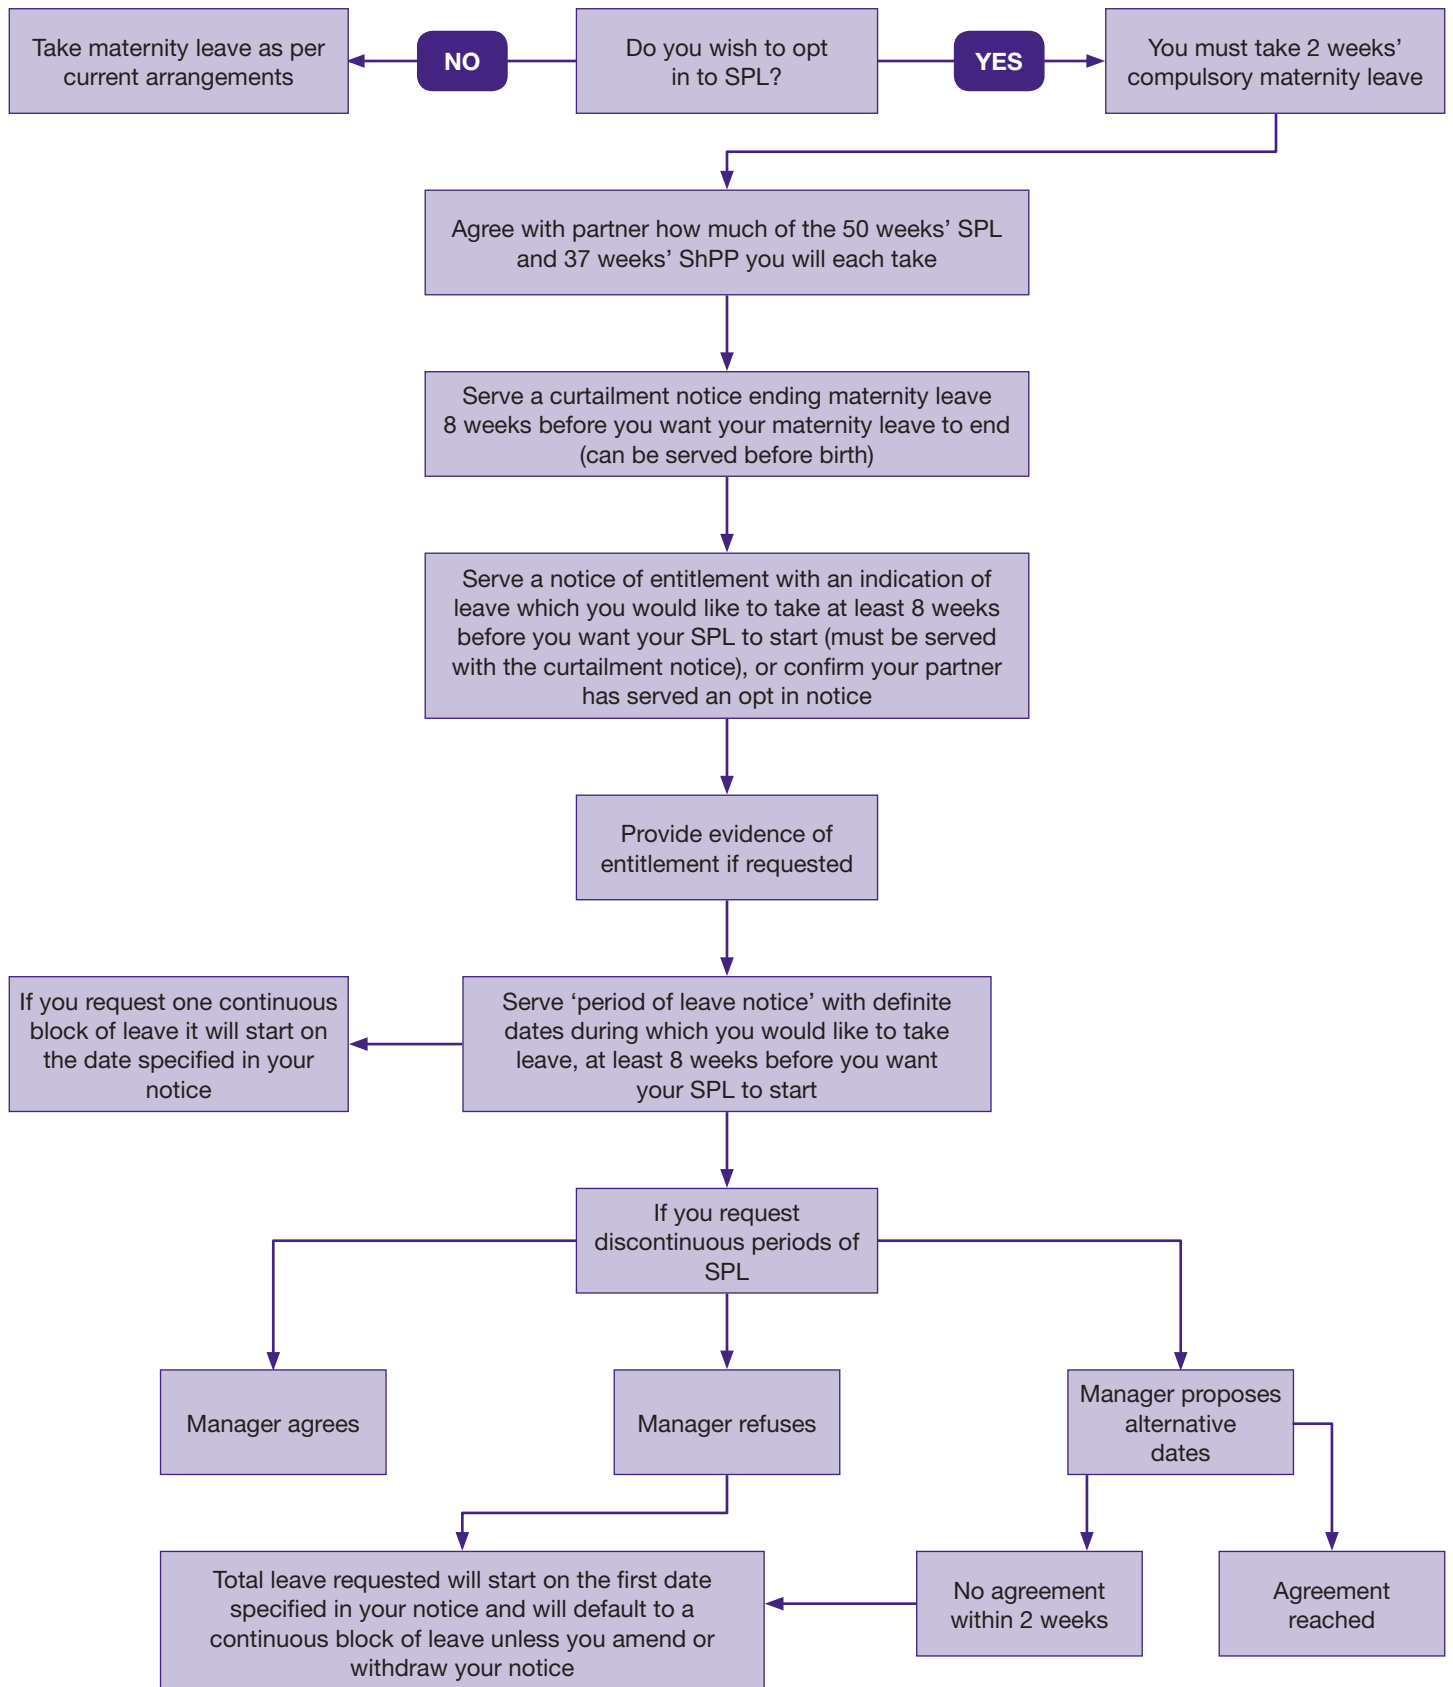 Take maternity leave as per
current arrangements
NO
Do you wish to opt
in to SPL?
YES
You must take 2 weeks’
compulsory maternity leave
Agree with partner how much of the 50 weeks’ SPL
and 37 weeks’ ShPP you will each take
Serve a curtailment notice ending maternity leave
8 weeks before you want your maternity leave to end
(can be served before birth)
Serve a notice of entitlement with an indication of
leave which you would like to take at least 8 weeks
before you want your SPL to start (must be served
with the curtailment notice), or confirm your partner
has served an opt in notice
Provide evidence of
entitlement if requested
If you request one continuous
block of leave it will start on
the date specified in your
notice
Serve ‘period of leave notice’ with definite
dates during which you would like to take
leave, at least 8 weeks before you want
your SPL to start
If you request
discontinuous periods of
SPL
Manager agrees
Manager refuses
Manager proposes
alternative
dates
Total leave requested will start on the first date
specified in your notice and will default to a
continuous block of leave unless you amend or
withdraw your notice
No agreement
within 2 weeks
Agreement
reached